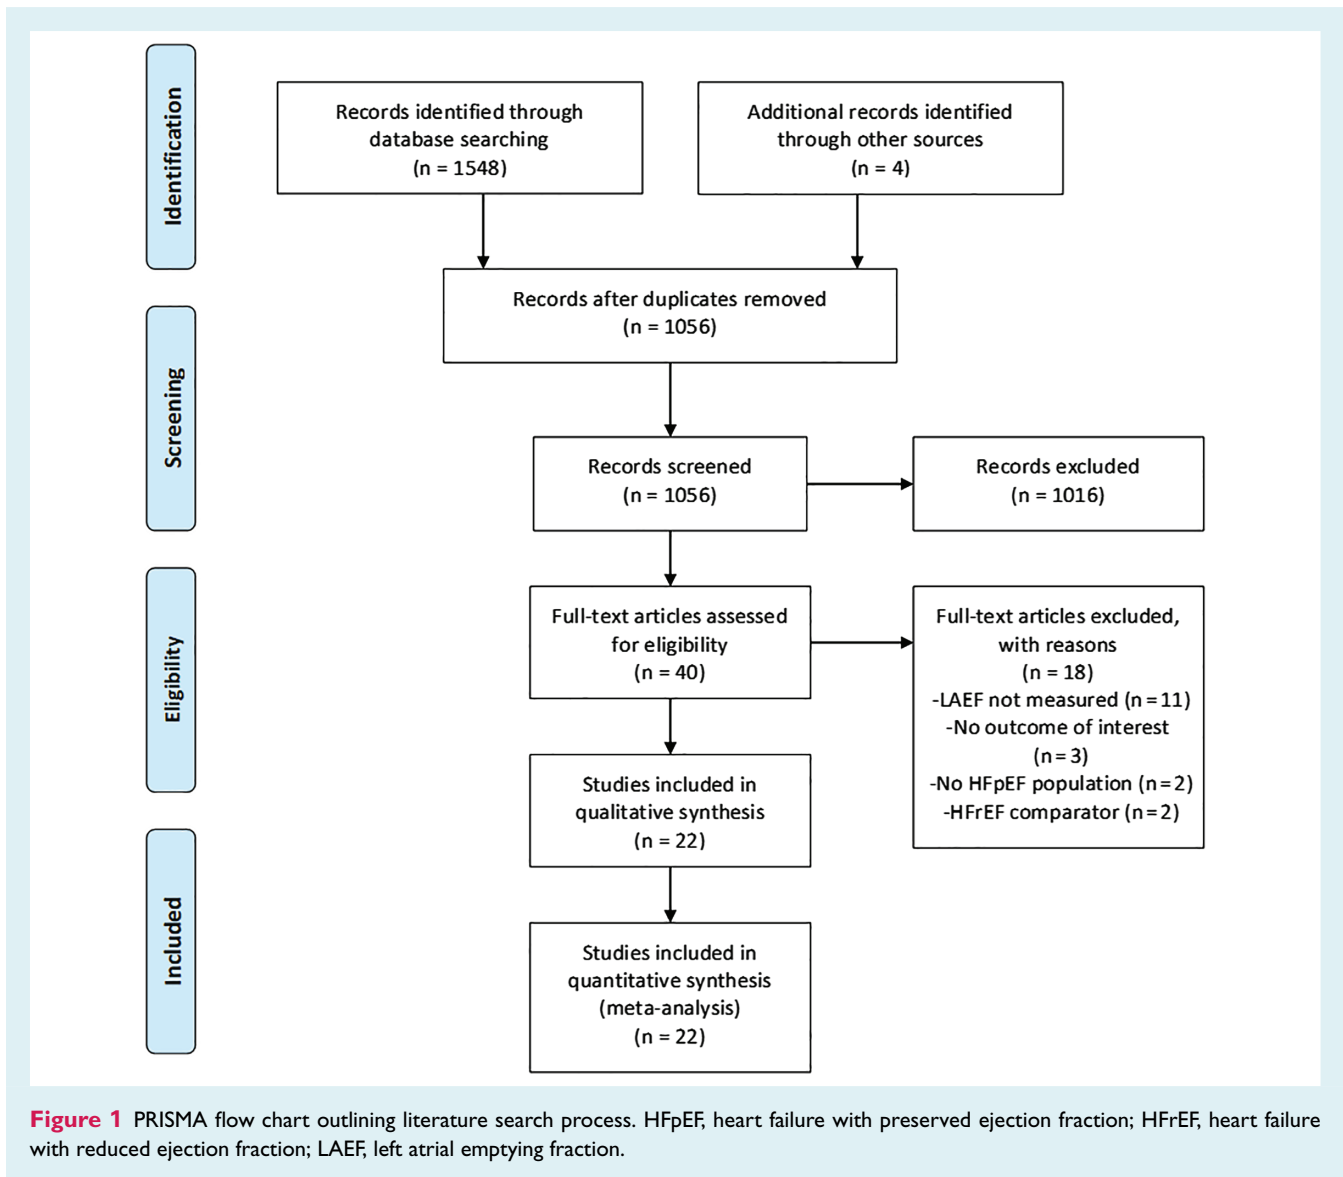 Identification
Records identified through
database searching
(n = 1548)
Additional records identified
through other sources
(n = 4)
Records after duplicates removed
(n = 1056)
Screening
Records screened
(n = 1056)
Records excluded
(n = 1016)
Eligibility
Full-text articles assessed
for eligibility
(n = 40)
Full-text articles excluded,
with reasons
(n = 18)
-LAEF not measured (n = 11)
-No outcome of interest
(n = 3)
-No HFpEF population (n = 2)
-HFrEF comparator (n = 2)
Studies included in
qualitative synthesis
(n = 22)
Included
Studies included in
quantitative synthesis
(meta-analysis)
(n = 22)
Figure 1 PRISMA flow chart outlining literature search process. HFpEF, heart failure with preserved ejection fraction; HFrEF, heart failure
with reduced ejection fraction; LAEF, left atrial emptying fraction.